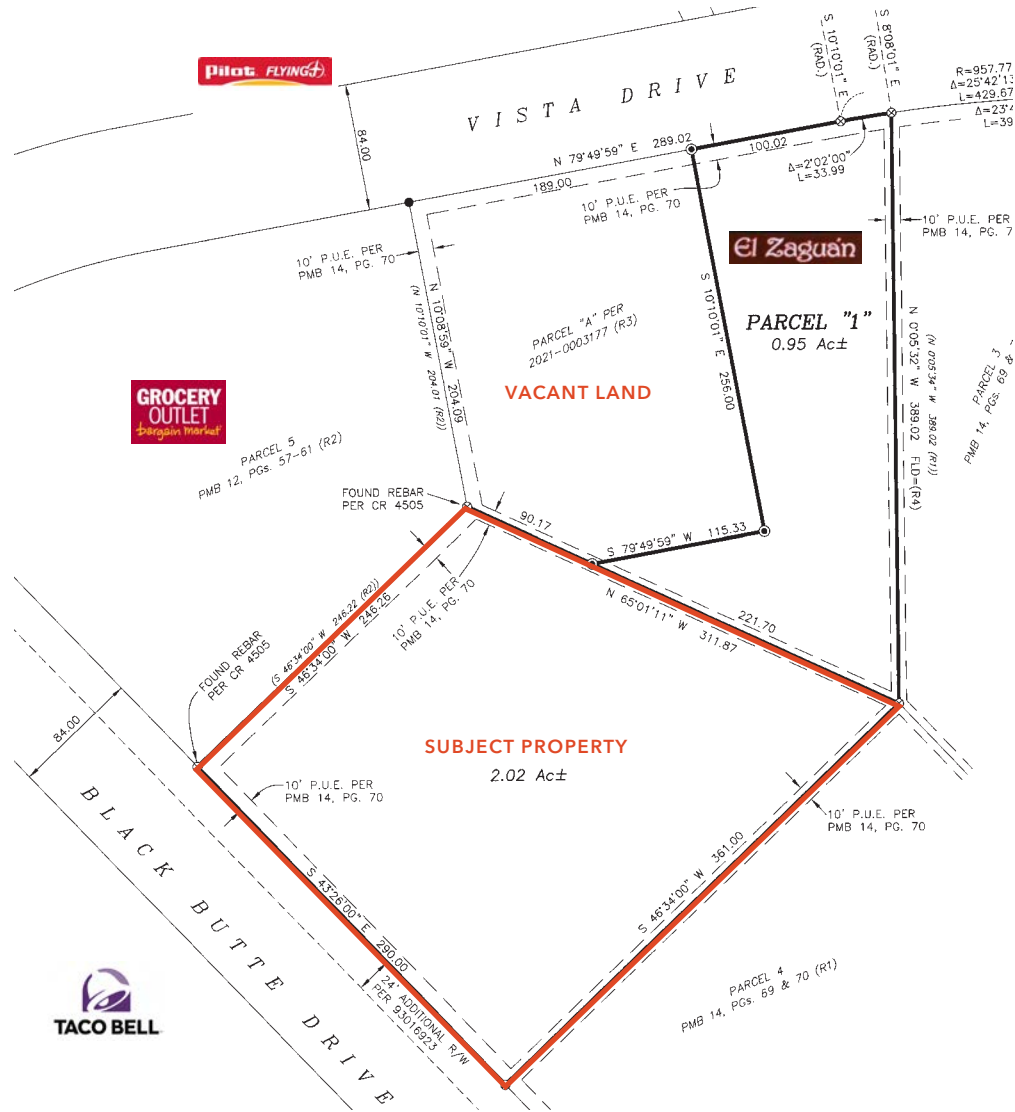 Pilot FLYING J
VISTA DRIVE
84.00
S 10°10'01" E
(RAD.)
S 8°08'01" E
(RAD.)
R=957.77
Δ=25°42'13
L=429.67
Δ=23°4
L=39
N 79°49'59" E 289.02
189.00
100.02
Δ=2°02'00"
L=33.99
10' P.U.E. PER
PMB 14, PG. 70
10' P.U.E. PER
PMB 14, PG. 70
10' P.U.E. PER
PMB 14, PG. 7
El Zaguán
PARCEL "1"
0.95 Ac±
N 10°08'59" W 204.09
(N 10°10'01" W 204.01 (R2))
PARCEL "A" PER
2021-0003177 (R3)
VACANT LAND
S 10°10'01" E 256.00
N 0°05'32" W 389.02 FLD=(R4)
(N 0°05'34" W 389.02 (R1))
PARCEL 3
PMB 14, PGs. 69 &
GROCERY
OUTLET
bargain market
PARCEL 5
PMB 12, PGs. 57-61 (R2)
FOUND REBAR
PER CR 4505
90.17
S 79°49'59" W 115.33
N 65°01'11" W 311.87
221.70
10' P.U.E. PER
PMB 14, PG. 70
(S 46°34'00" W 246.22 (R2))
S 46°34'00" W 246.26
FOUND REBAR
PER CR 4505
84.00
SUBJECT PROPERTY
2.02 Ac±
10' P.U.E. PER
PMB 14, PG. 70
10' P.U.E. PER
PMB 14, PG. 70
BLACK BUTTE DRIVE
S 43°26'00" E 290.00
24' ADDITIONAL R/W
PER 93016923
S 46°34'00" W 361.00
PARCEL 4
PMB 14, PGs. 69 & 70 (R1)
TACO BELL